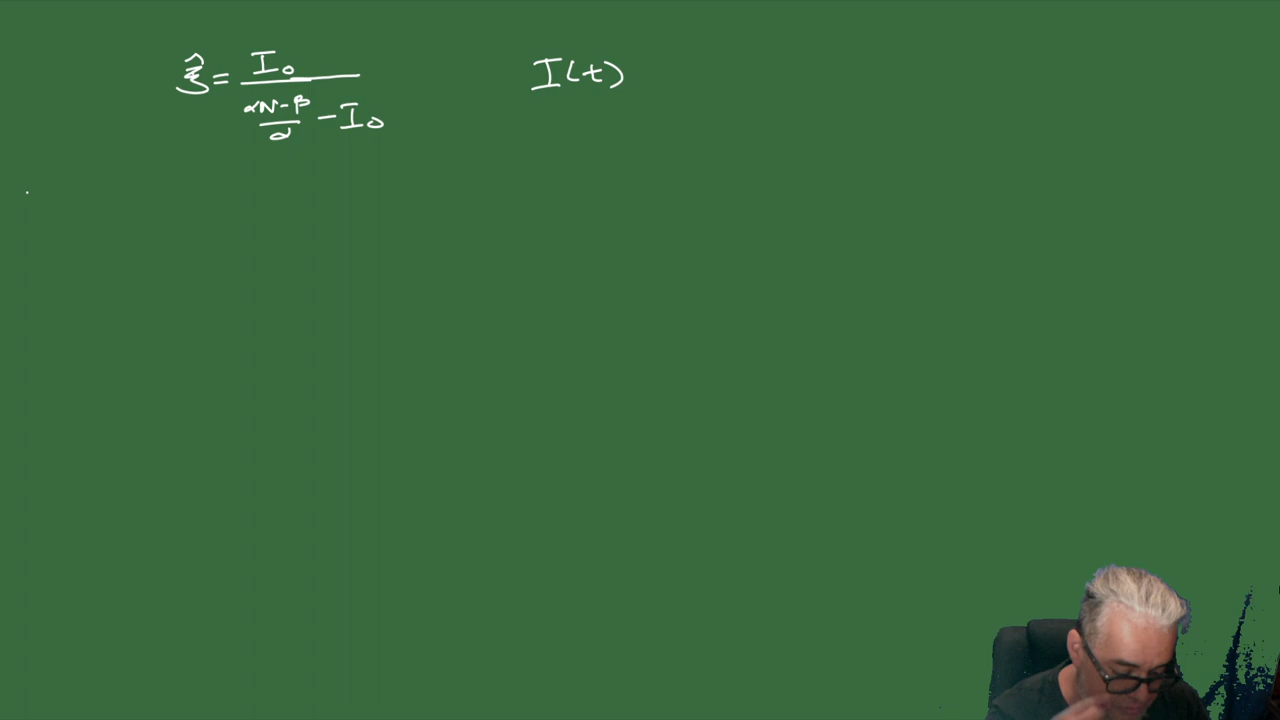 ξ̂ = I₀ / ((αN-β)/α - I₀)
I(t)